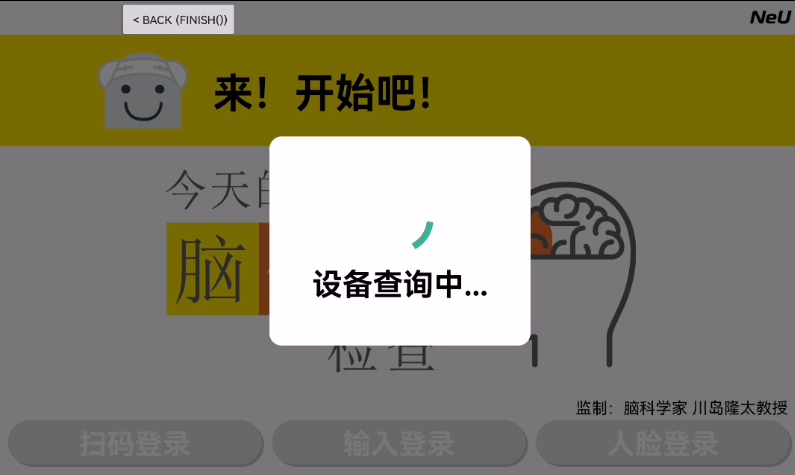 < BACK (FINISH())
NeU
来！开始吧！
今天的
脑
设备查询中...
检查
监制：脑科学家 川岛隆太教授
扫码登录
输入登录
人脸登录